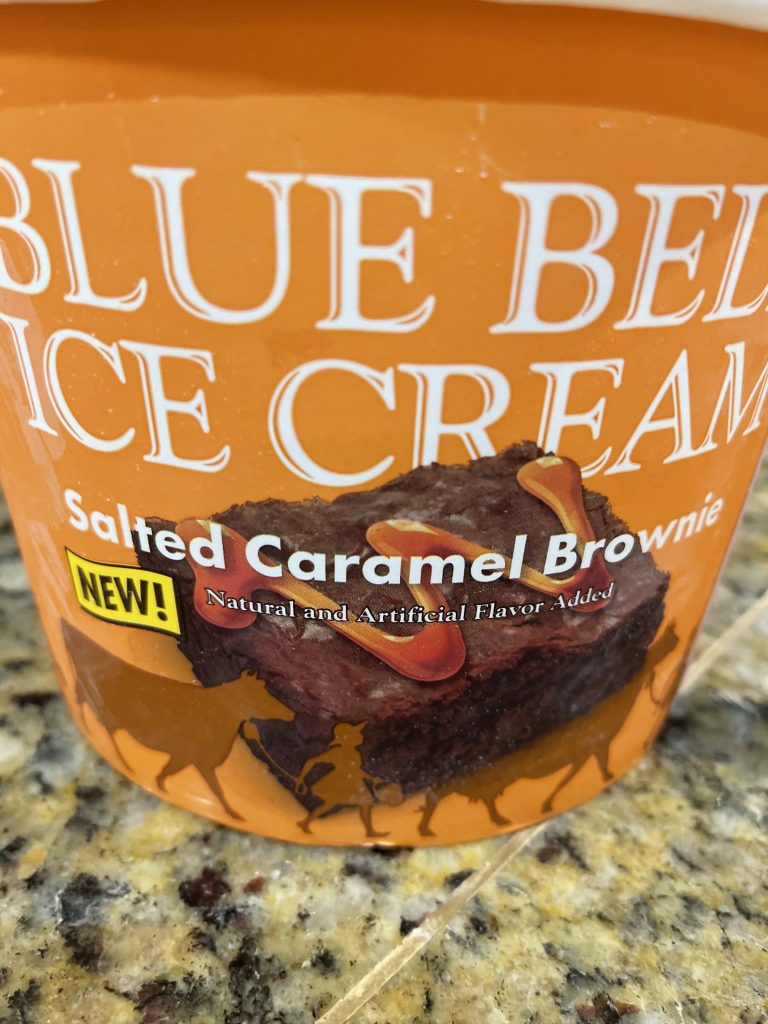 BLUE BEL
ICE CREAM
Salted Caramel Brownie
NEW!
Natural and Artificial Flavor Added